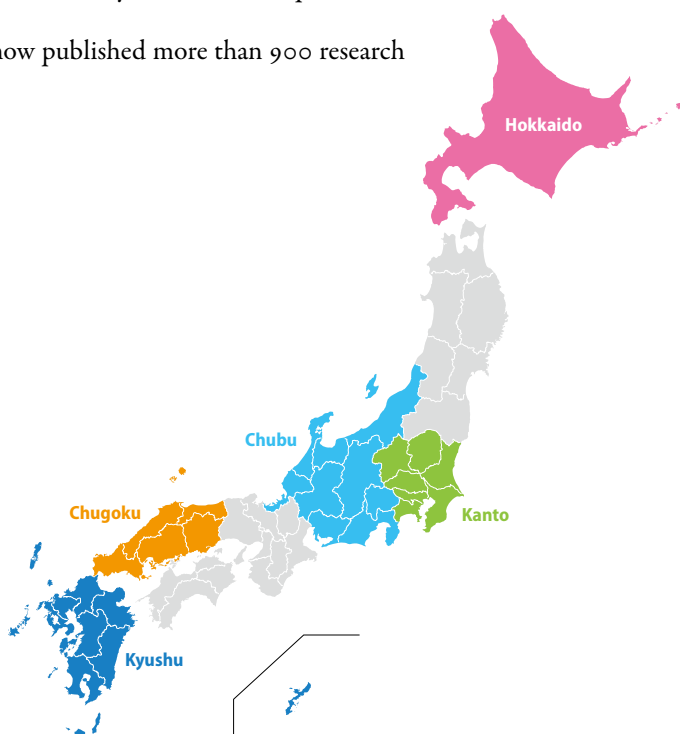 now published more than 900 research
Hokkaido
Chubu
Chugoku
Kanto
Kyushu